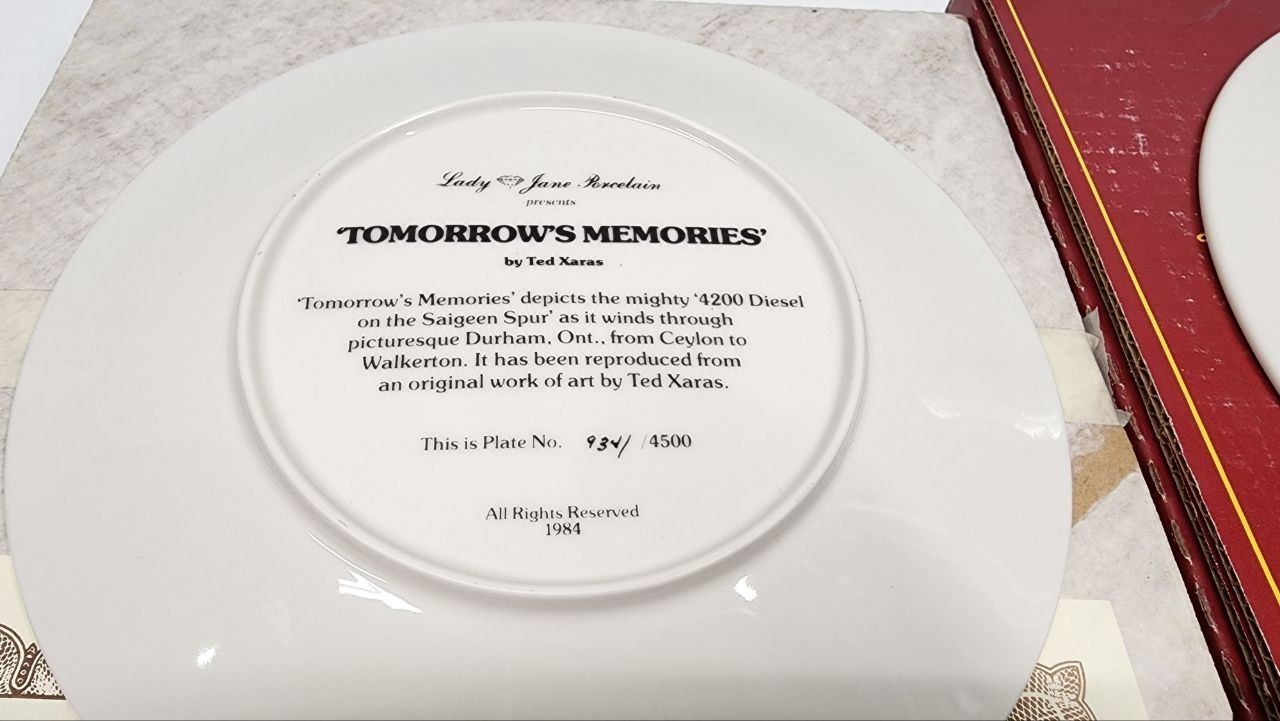 Lady Jane Porcelain
presents
'TOMORROW'S MEMORIES'
by Ted Xaras
'Tomorrow's Memories' depicts the mighty '4200 Diesel
on the Saigeen Spur' as it winds through
picturesque Durham, Ont., from Ceylon to
Walkerton. It has been reproduced from
an original work of art by Ted Xaras.
This is Plate No. /4500
All Rights Reserved
1984